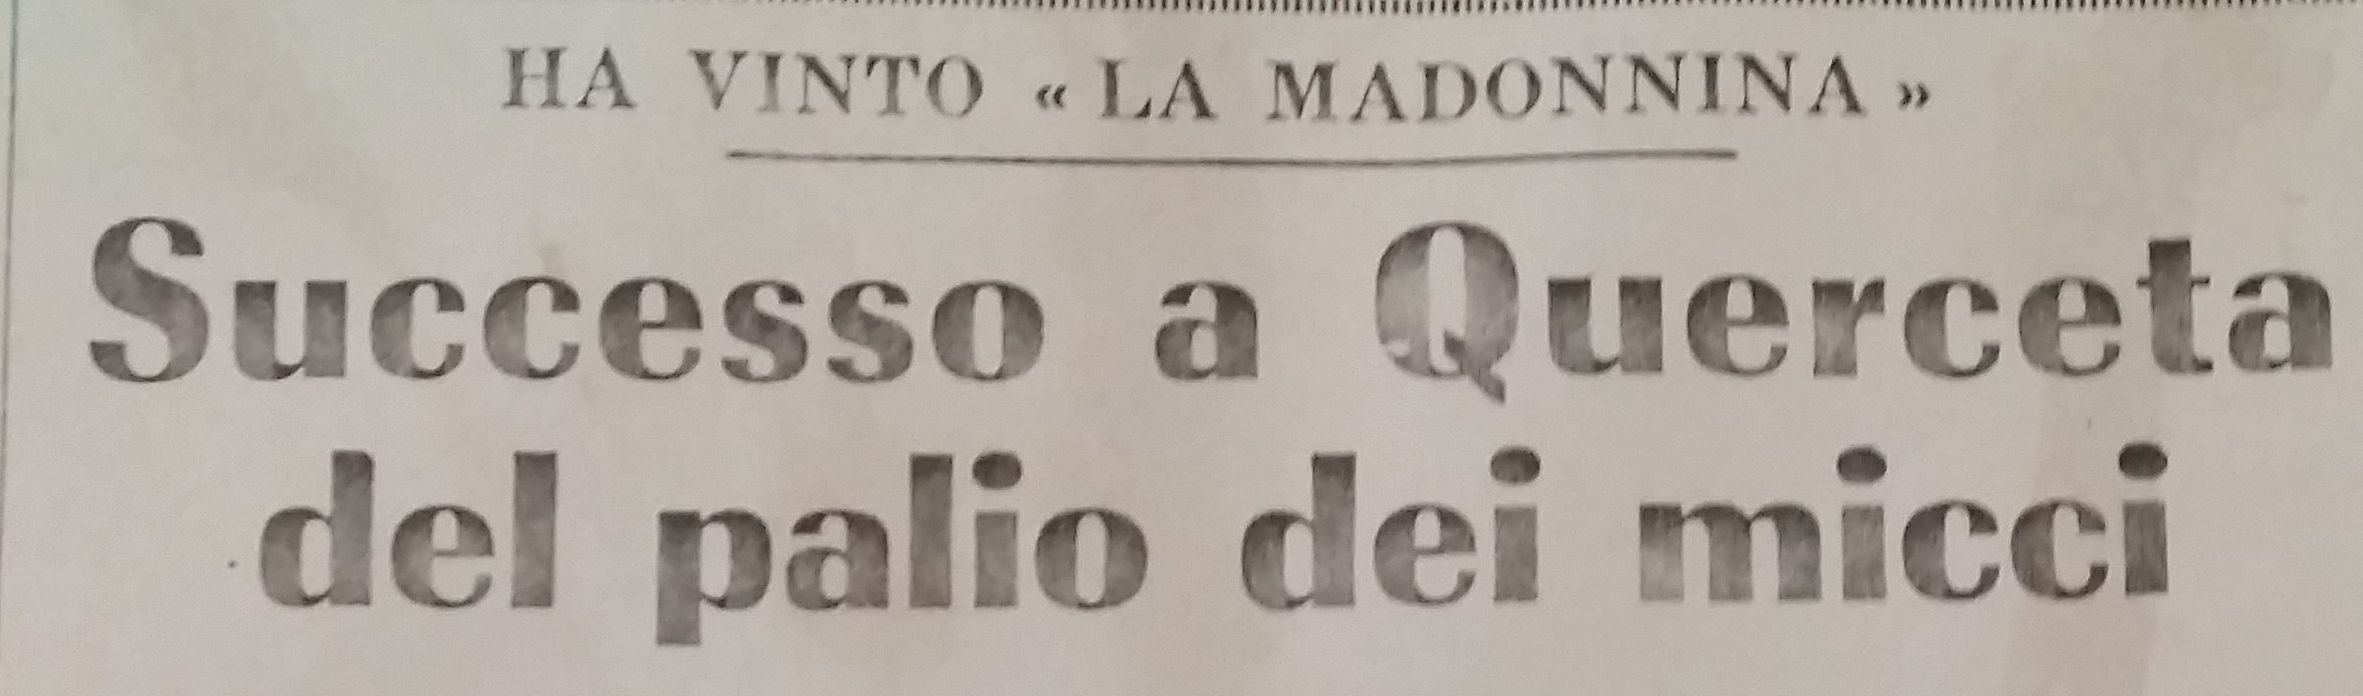 HA VINTO « LA MADONNINA »
Successo a Querceta
del palio dei micci